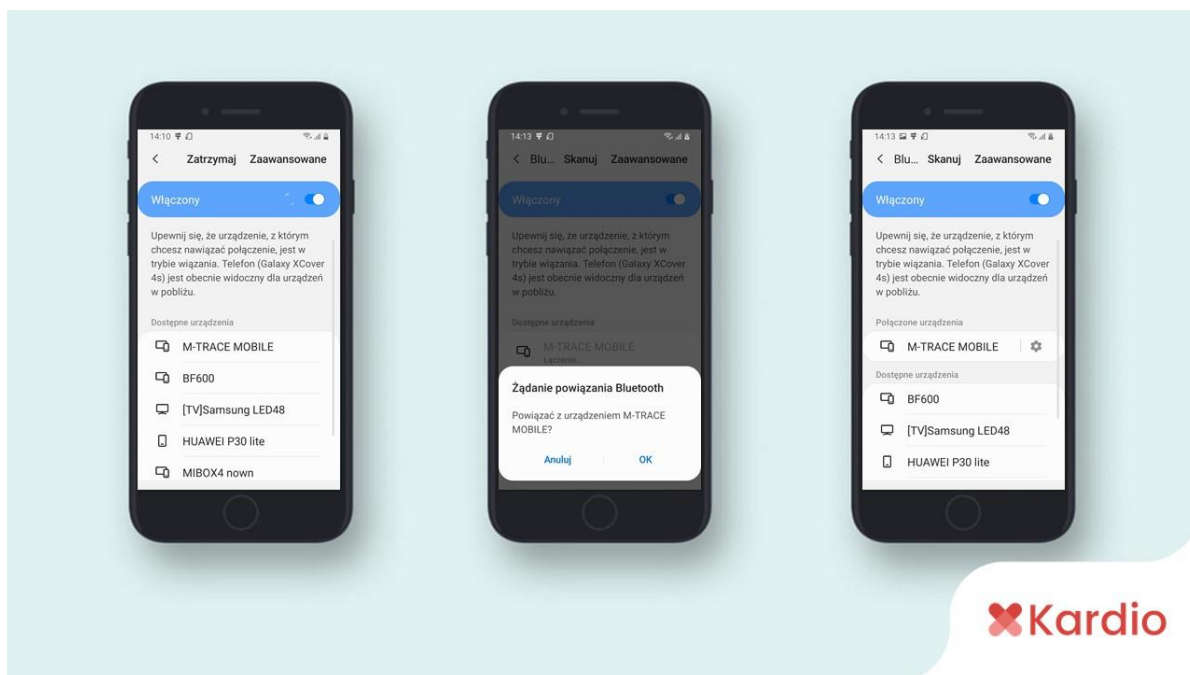 14:10
Zatrzymaj Zaawansowane
Włączony
Upewnij się, że urządzenie, z którym
chcesz nawiązać połączenie, jest w
trybie wiązania. Telefon (Galaxy XCover
4s) jest obecnie widoczny dla urządzeń
w pobliżu.
Dostępne urządzenia
M-TRACE MOBILE
BF600
[TV]Samsung LED48
HUAWEI P30 lite
MIBOX4 nown
14:13
Blu... Skanuj Zaawansowane
Włączony
Upewnij się, że urządzenie, z którym
chcesz nawiązać połączenie, jest w
trybie wiązania. Telefon (Galaxy XCover
4s) jest obecnie widoczny dla urządzeń
w pobliżu.
Dostępne urządzenia
M-TRACE MOBILE
Łączenie...
Żądanie powiązania Bluetooth
Powiązać z urządzeniem M-TRACE
MOBILE?
Anuluj OK
14:13
Blu... Skanuj Zaawansowane
Włączony
Upewnij się, że urządzenie, z którym
chcesz nawiązać połączenie, jest w
trybie wiązania. Telefon (Galaxy XCover
4s) jest obecnie widoczny dla urządzeń
w pobliżu.
Połączone urządzenia
M-TRACE MOBILE
Dostępne urządzenia
BF600
[TV]Samsung LED48
HUAWEI P30 lite
Kardio